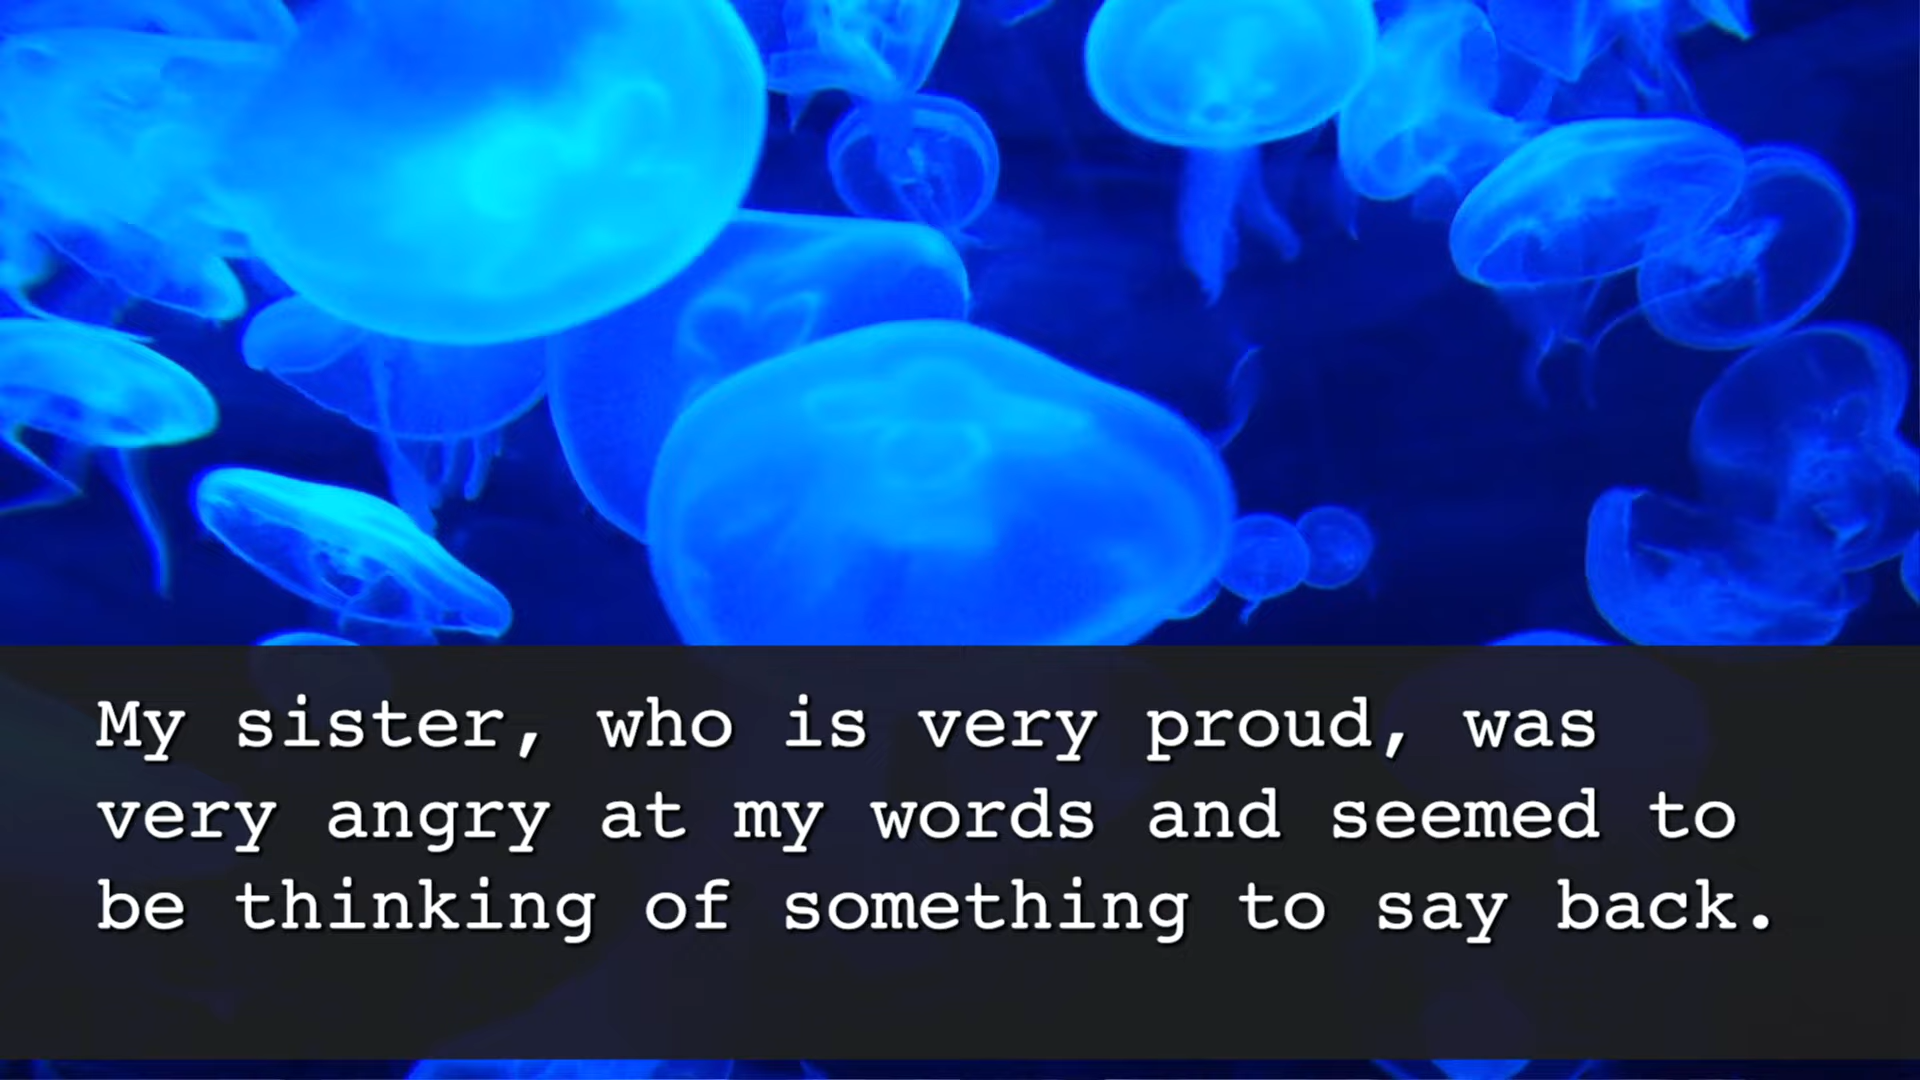 My sister, who is very proud, was
very angry at my words and seemed to
be thinking of something to say back.